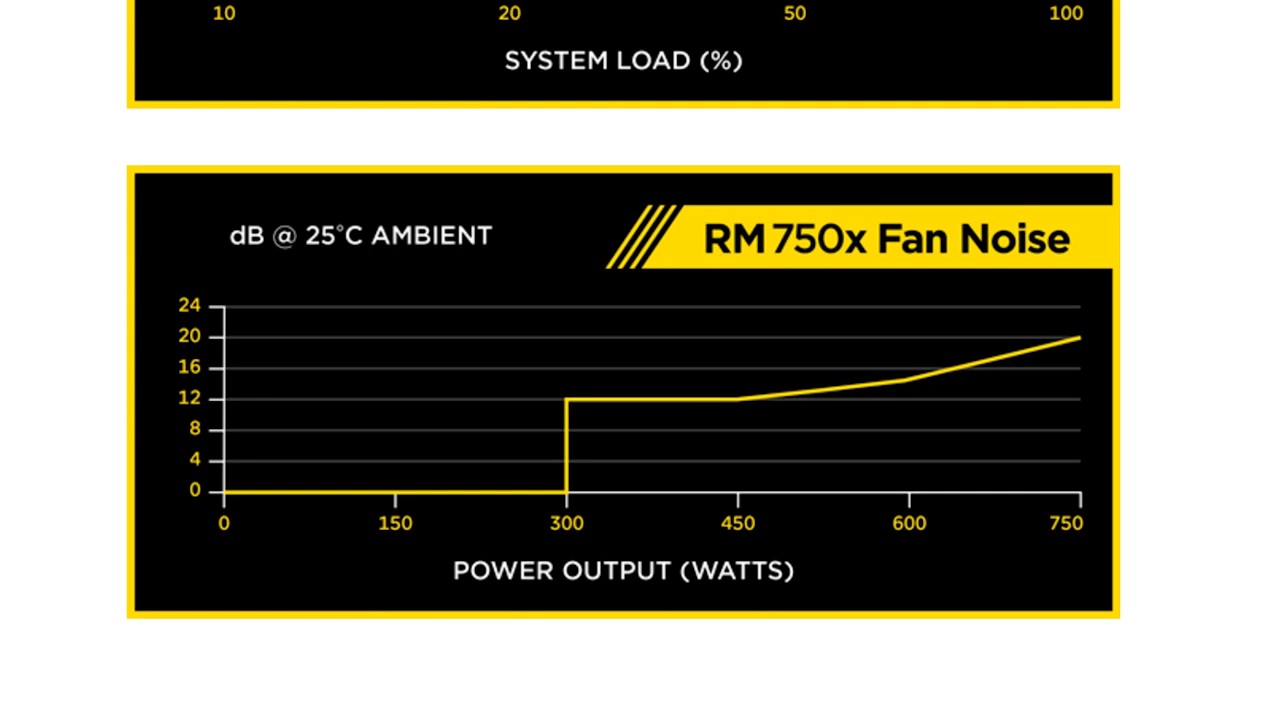 10 20 50 100
SYSTEM LOAD (%)
dB @ 25°C AMBIENT
RM750x Fan Noise
24
20
16
12
8
4
0
0 150 300 450 600 750
POWER OUTPUT (WATTS)